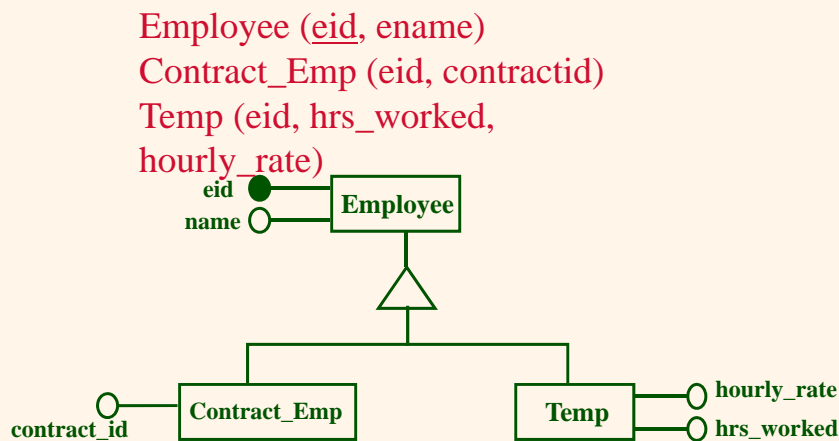 Employee (eid, ename)
Contract_Emp (eid, contractid)
Temp (eid, hrs_worked,
hourly_rate)
eid
Employee
name
Contract_Emp
contract_id
Temp
hourly_rate
hrs_worked